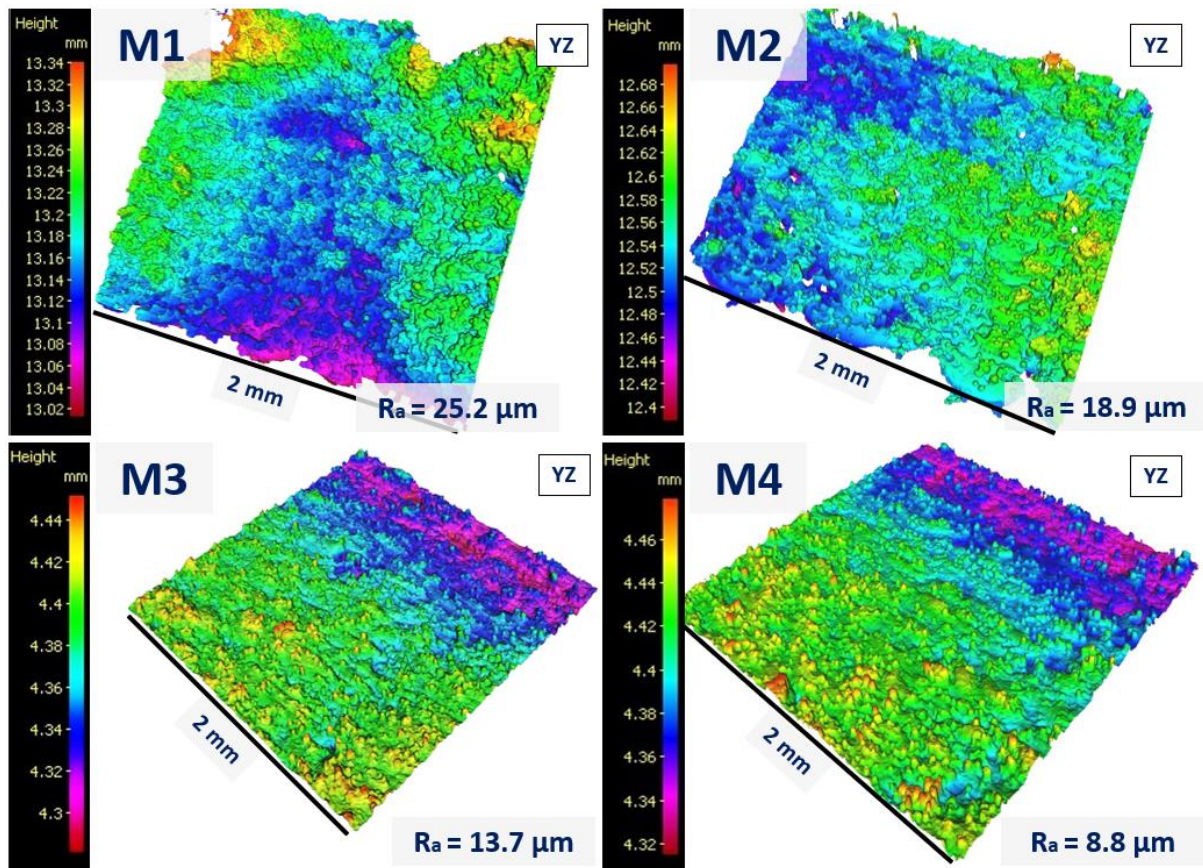 Height
mm
M1
YZ
13.34
13.32
13.3
13.28
13.26
13.24
13.22
13.2
13.18
13.16
13.14
13.12
13.1
13.08
13.06
13.04
13.02
2 mm
Ra = 25.2 µm
Height
mm
M2
YZ
12.68
12.66
12.64
12.62
12.6
12.58
12.56
12.54
12.52
12.5
12.48
12.46
12.44
12.42
12.4
2 mm
Ra = 18.9 µm
Height
mm
M3
YZ
4.44
4.42
4.4
4.38
4.36
4.34
4.32
4.3
2 mm
Ra = 13.7 µm
Height
mm
M4
YZ
4.46
4.44
4.42
4.4
4.38
4.36
4.34
4.32
2 mm
Ra = 8.8 µm